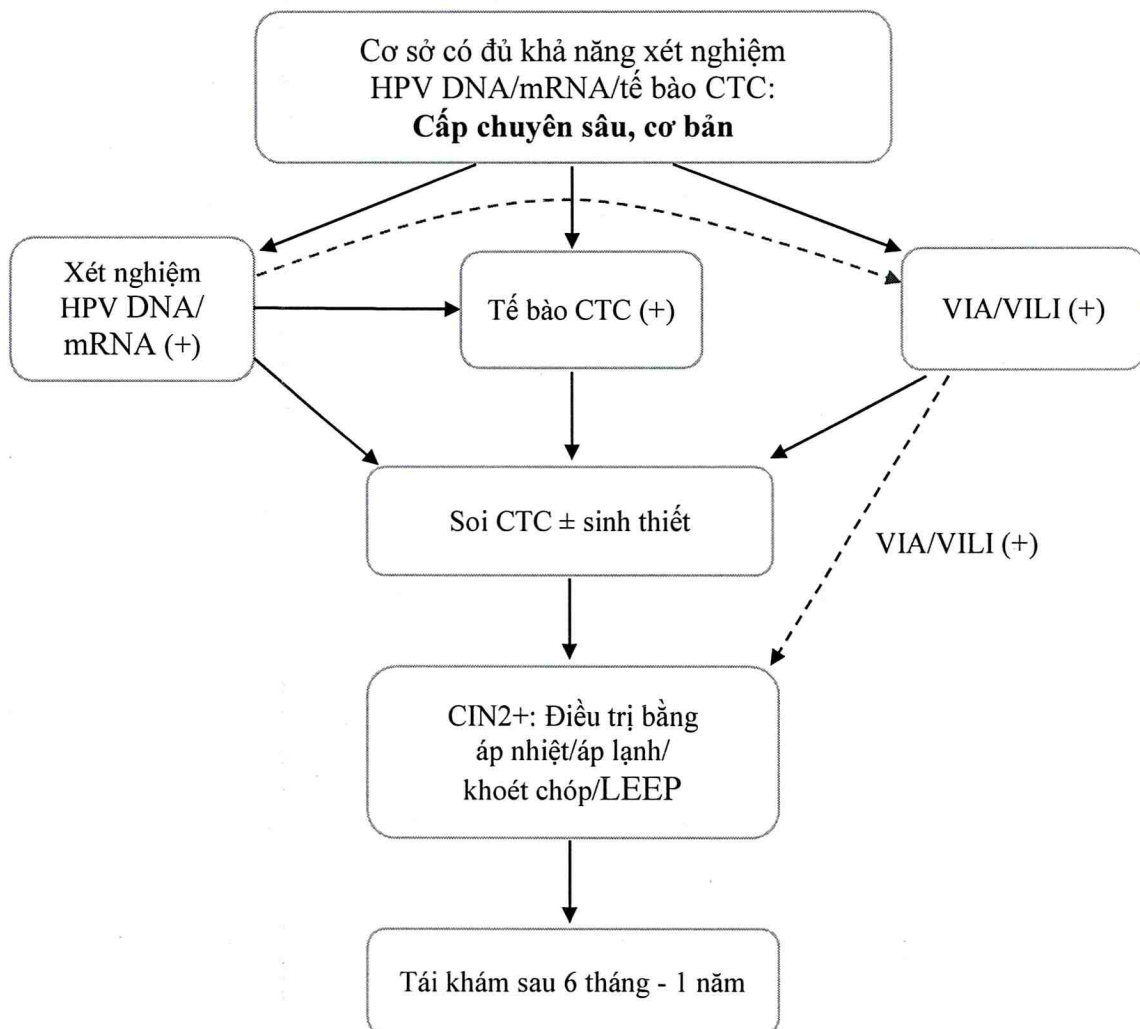 Cơ sở có đủ khả năng xét nghiệm
HPV DNA/mRNA/tế bào CTC:
Cấp chuyên sâu, cơ bản
Xét nghiệm
HPV DNA/
mRNA (+)
Tế bào CTC (+)
VIA/VILI (+)
Soi CTC ± sinh thiết
VIA/VILI (+)
CIN2+: Điều trị bằng
áp nhiệt/áp lạnh/
khoét chóp/LEEP
Tái khám sau 6 tháng - 1 năm